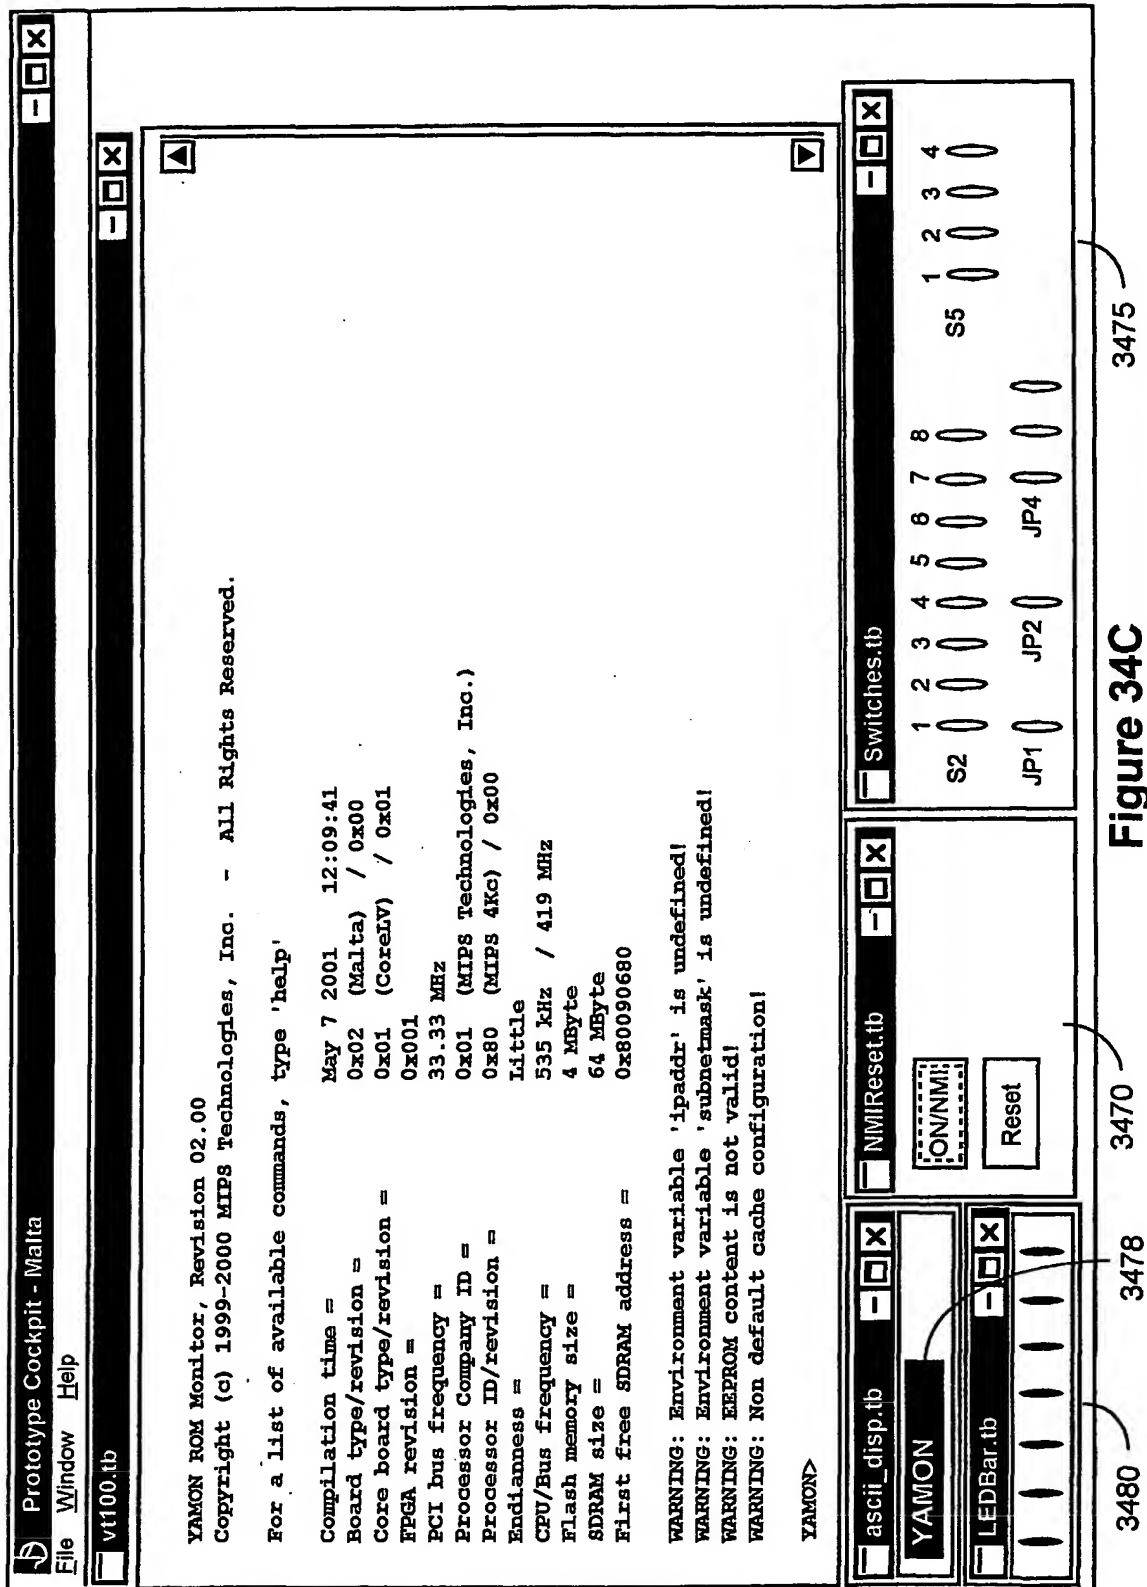 Prototype Cockpit - Malta
File Window Help
vt100.tb
YAMON ROM Monitor, Revision 02.00
Copyright (c) 1999-2000 MIPS Technologies, Inc. - All Rights Reserved.
For a list of available commands, type 'help'
Compilation time = May 7 2001 12:09:41
Board type/revision = 0x02 (Malta) / 0x00
Core board type/revision = 0x01 (CoreLV) / 0x01
FPGA revision = 0x001
PCI bus frequency = 33.33 MHz
Processor Company ID = 0x01 (MIPS Technologies, Inc.)
Processor ID/revision = 0x80 (MIPS 4Kc) / 0x00
Endianness = Little
CPU/Bus frequency = 535 kHz / 419 MHz
Flash memory size = 4 MByte
SDRAM size = 64 MByte
First free SDRAM address = 0x80090680
WARNING: Environment variable 'ipaddr' is undefined!
WARNING: Environment variable 'subnetmask' is undefined!
WARNING: EEPROM content is not valid!
WARNING: Non default cache configuration!
YAMON>
ascii_disp.tb
YAMON
LEDBar.tb
NMIReset.tb
ON/NMI
Reset
Switches.tb
1 2 3 4 5 6 7 8
S2
1 2 3 4
S5
JP1 JP2 JP4
3480
3478
3470
3475
Figure 34C